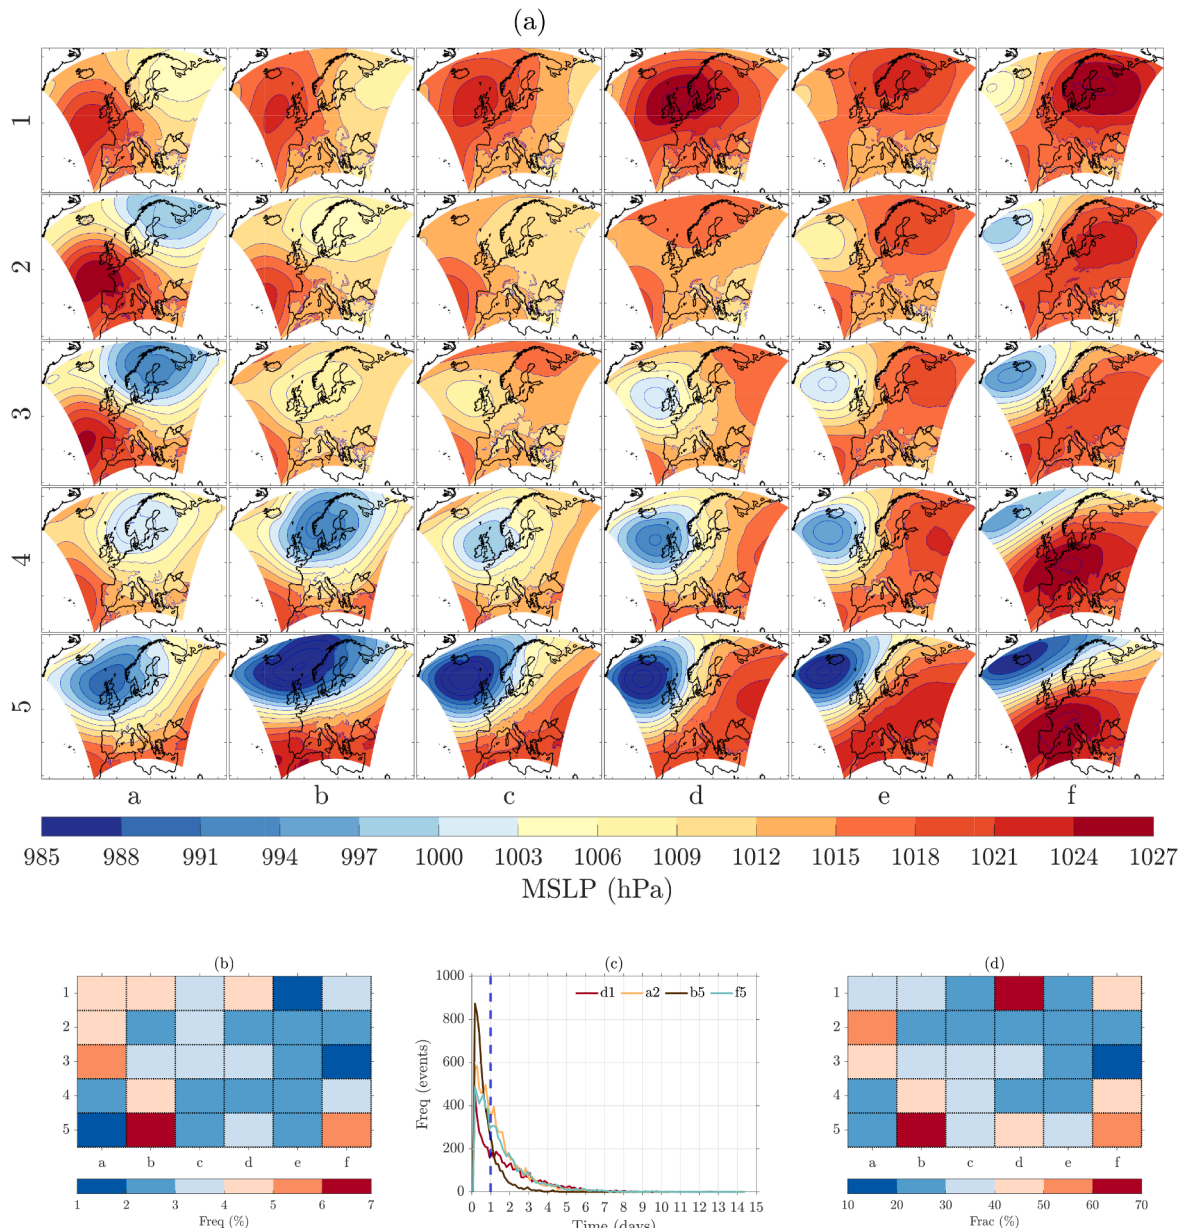 (a)
1
2
3
4
5
a b c d e f
985 988 991 994 997 1000 1003 1006 1009 1012 1015 1018 1021 1024 1027
MSLP (hPa)
(b)
1
2
3
4
5
a b c d e f
1 2 3 4 5 6 7
Freq (%)
(c)
d1 a2 b5 f5
1000
800
600
400
200
0
Freq (events)
0 1 2 3 4 5 6 7 8 9 10 11 12 13 14 15
Time (days)
(d)
1
2
3
4
5
a b c d e f
10 20 30 40 50 60 70
Frac (%)